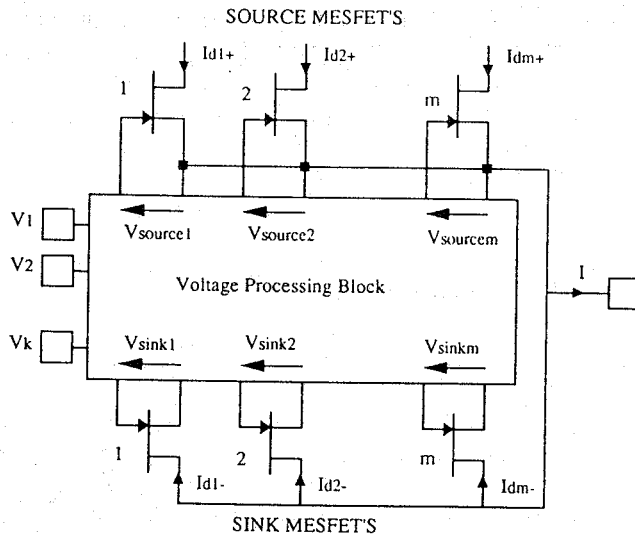 SOURCE MESFET'S
Id1+ Id2+ Idm+
1 2 m
V1
Vsource1 Vsource2 Vsourcem
V2
Voltage Processing Block
I
Vk
Vsink1 Vsink2 Vsinkm
1 2 m
Id1- Id2- Idm-
SINK MESFET'S